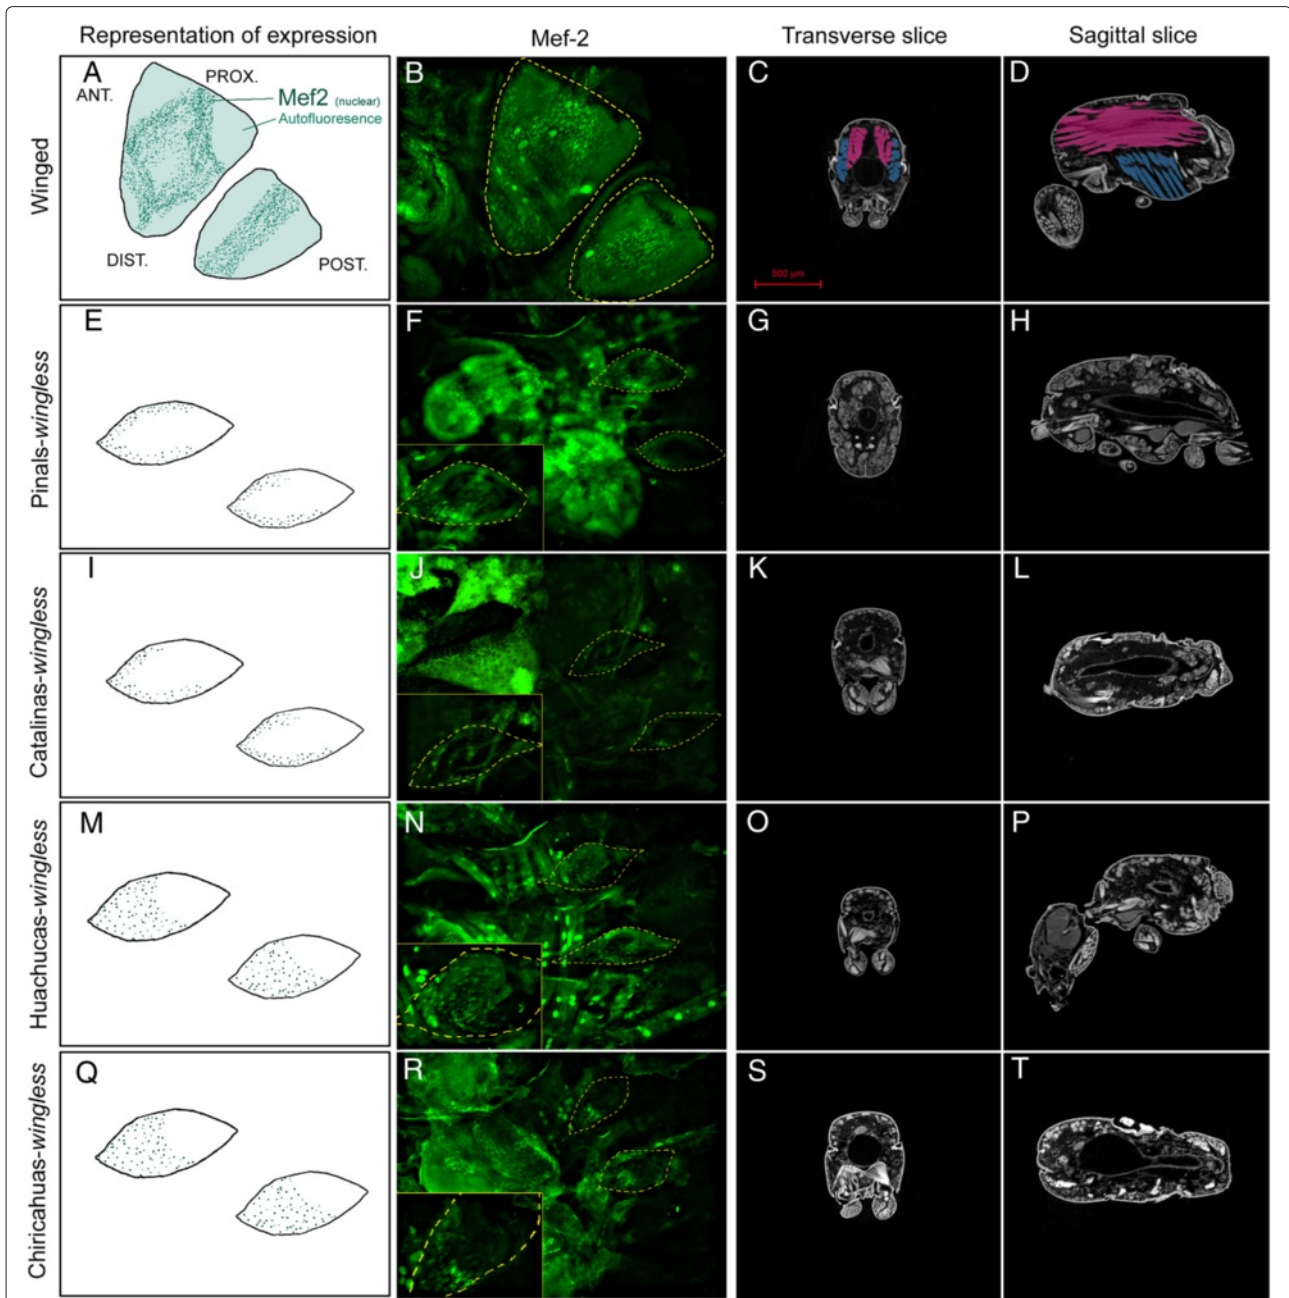 Representation of expression
Mef-2
Transverse slice
Sagittal slice
Winged
A
ANT.
PROX.
Mef2 (nuclear)
Autofluoresence
DIST.
POST.
B
C
500 µm
D
Pinals-wingless
E
F
G
H
Catalinas-wingless
I
J
K
L
Huachucas-wingless
M
N
O
P
Chiricahuas-wingless
Q
R
S
T